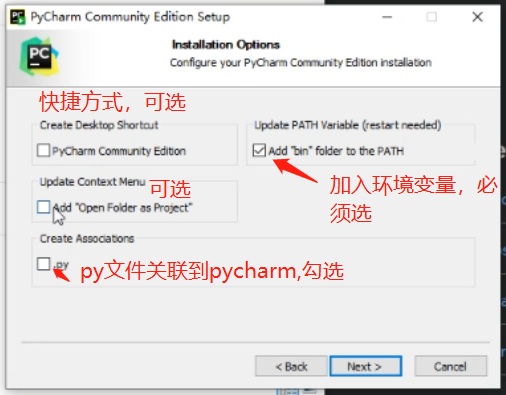 PyCharm Community Edition Setup
PC
Installation Options
Configure your PyCharm Community Edition installation
快捷方式，可选
Create Desktop Shortcut
Update PATH Variable (restart needed)
PyCharm Community Edition
Add "bin" folder to the PATH
Update Context Menu
可选
加入环境变量，必
须选
Add "Open Folder as Project"
Create Associations
.py
py文件关联到pycharm,勾选
< Back
Next >
Cancel